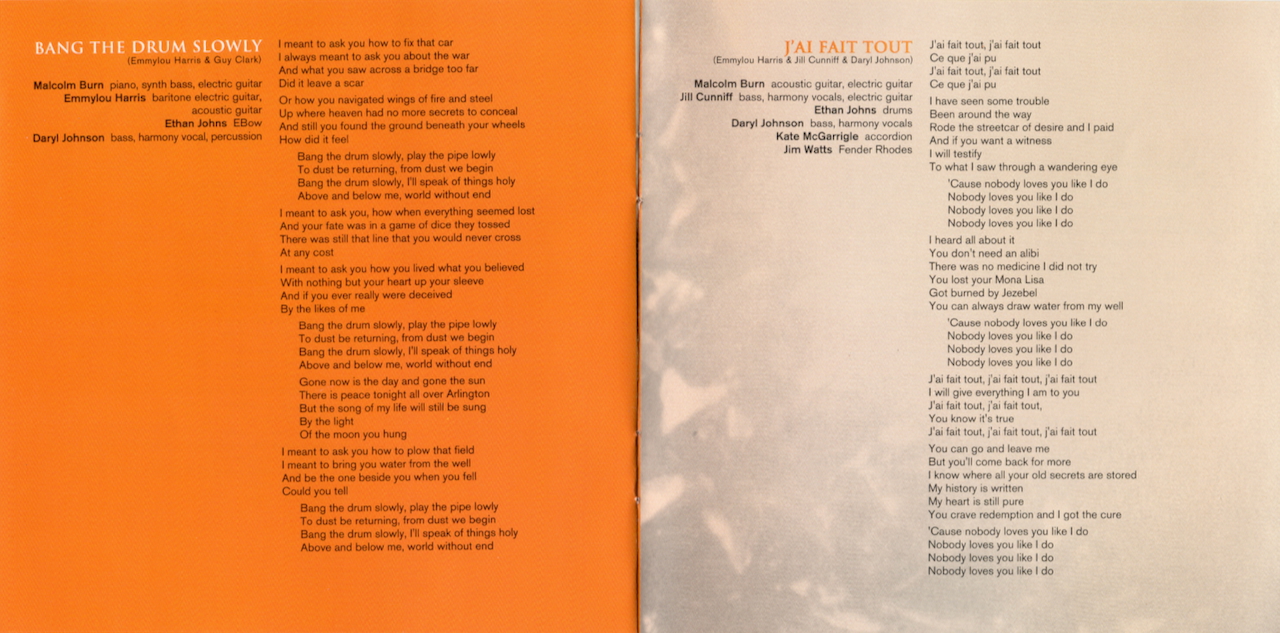 BANG THE DRUM SLOWLY
(Emmylou Harris & Guy Clark)
Malcolm Burn piano, synth bass, electric guitar
Emmylou Harris baritone electric guitar,
acoustic guitar
Ethan Johns EBow
Daryl Johnson bass, harmony vocal, percussion
I meant to ask you how to fix that car
I always meant to ask you about the war
And what you saw across a bridge too far
Did it leave a scar
Or how you navigated wings of fire and steel
Up where heaven had no more secrets to conceal
And still you found the ground beneath your wheels
How did it feel
Bang the drum slowly, play the pipe lowly
To dust be returning, from dust we begin
Bang the drum slowly, I'll speak of things holy
Above and below me, world without end
I meant to ask you, how when everything seemed lost
And your fate was in a game of dice they tossed
There was still that line that you would never cross
At any cost
I meant to ask you how you lived what you believed
With nothing but your heart up your sleeve
And if you ever really were deceived
By the likes of me
Bang the drum slowly, play the pipe lowly
To dust be returning, from dust we begin
Bang the drum slowly, I'll speak of things holy
Above and below me, world without end
Gone now is the day and gone the sun
There is peace tonight all over Arlington
But the song of my life will still be sung
By the light
Of the moon you hung
I meant to ask you how to plow that field
I meant to bring you water from the well
And be the one beside you when you fell
Could you tell
Bang the drum slowly, play the pipe lowly
To dust be returning, from dust we begin
Bang the drum slowly, I'll speak of things holy
Above and below me, world without end
J'AI FAIT TOUT
(Emmylou Harris & Jill Cunniff & Daryl Johnson)
Malcolm Burn acoustic guitar, electric guitar
Jill Cunniff bass, harmony vocals, electric guitar
Ethan Johns drums
Daryl Johnson bass, harmony vocals
Kate McGarrigle accordion
Jim Watts Fender Rhodes
J'ai fait tout, j'ai fait tout
Ce que j'ai pu
J'ai fait tout, j'ai fait tout
Ce que j'ai pu
I have seen some trouble
Been around the way
Rode the streetcar of desire and I paid
And if you want a witness
I will testify
To what I saw through a wandering eye
'Cause nobody loves you like I do
Nobody loves you like I do
Nobody loves you like I do
Nobody loves you like I do
I heard all about it
You don't need an alibi
There was no medicine I did not try
You lost your Mona Lisa
Got burned by Jezebel
You can always draw water from my well
'Cause nobody loves you like I do
Nobody loves you like I do
Nobody loves you like I do
Nobody loves you like I do
J'ai fait tout, j'ai fait tout, j'ai fait tout
I will give everything I am to you
J'ai fait tout, j'ai fait tout,
You know it's true
J'ai fait tout, j'ai fait tout, j'ai fait tout
You can go and leave me
But you'll come back for more
I know where all your old secrets are stored
My history is written
My heart is still pure
You crave redemption and I got the cure
'Cause nobody loves you like I do
Nobody loves you like I do
Nobody loves you like I do
Nobody loves you like I do